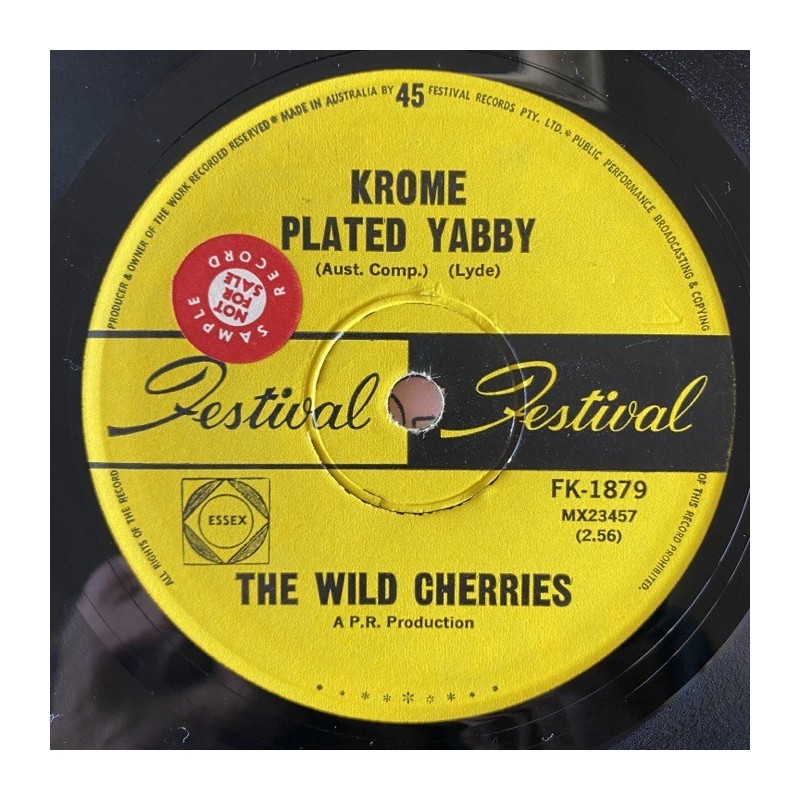 PRODUCER & OWNER OF THE WORK RECORDED RESERVED * MADE IN AUSTRALIA BY 45 FESTIVAL RECORDS PTY. LTD. * PUBLIC PERFORMANCE BROADCASTING & COPYING
KROME
PLATED YABBY
(Aust. Comp.) (Lyde)
SAMPLE RECORD
NOT
FOR
SALE
Festival Festival
ESSEX
FK-1879
MX23457
(2.56)
ALL RIGHTS OF THE RECORD
OF THIS RECORD PROHIBITED.
THE WILD CHERRIES
A P.R. Production